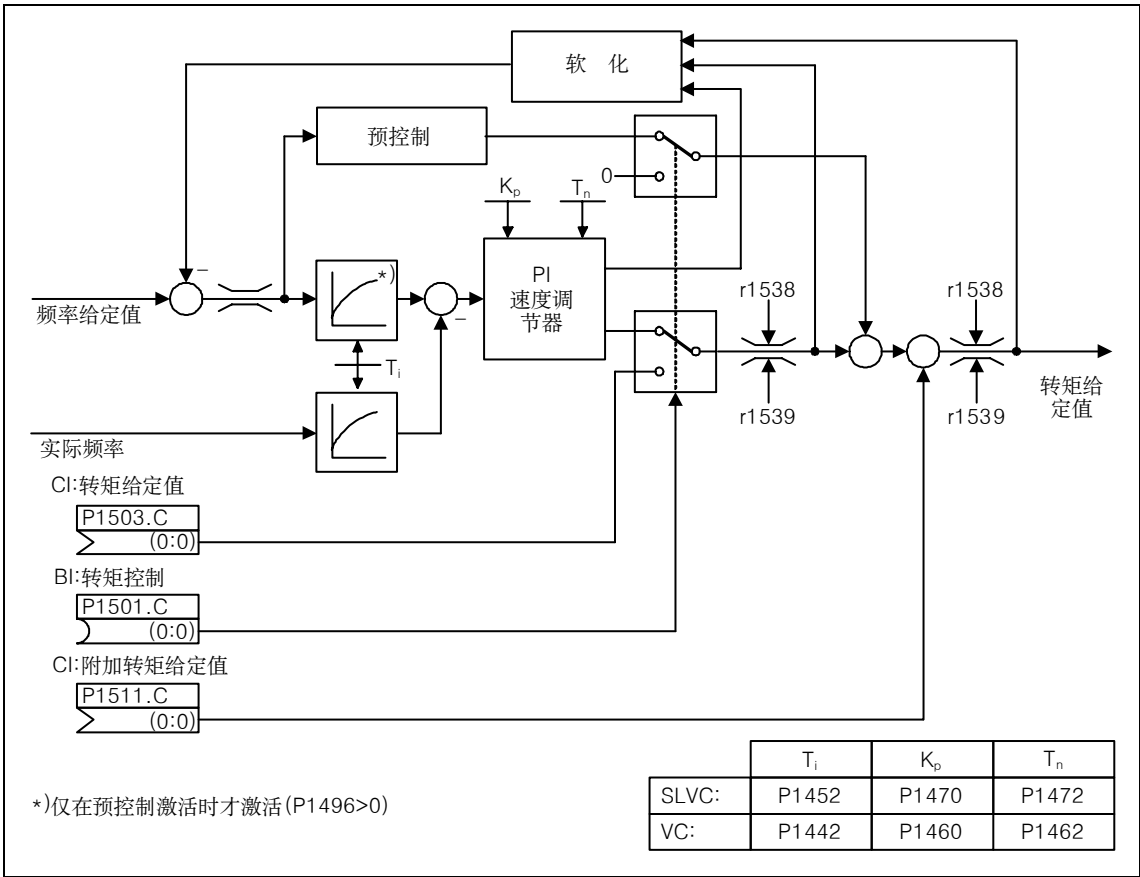 软 化
预控制
0
Kp
Tn
*)
PI
速度调
节器
频率给定值
Ti
r1538
r1538
r1539
r1539
转矩给
定值
实际频率
CI:转矩给定值
P1503.C
(0:0)
BI:转矩控制
P1501.C
(0:0)
CI:附加转矩给定值
P1511.C
(0:0)
Ti Kp Tn
SLVC: P1452 P1470 P1472
VC: P1442 P1460 P1462
*)仅在预控制激活时才激活(P1496>0)